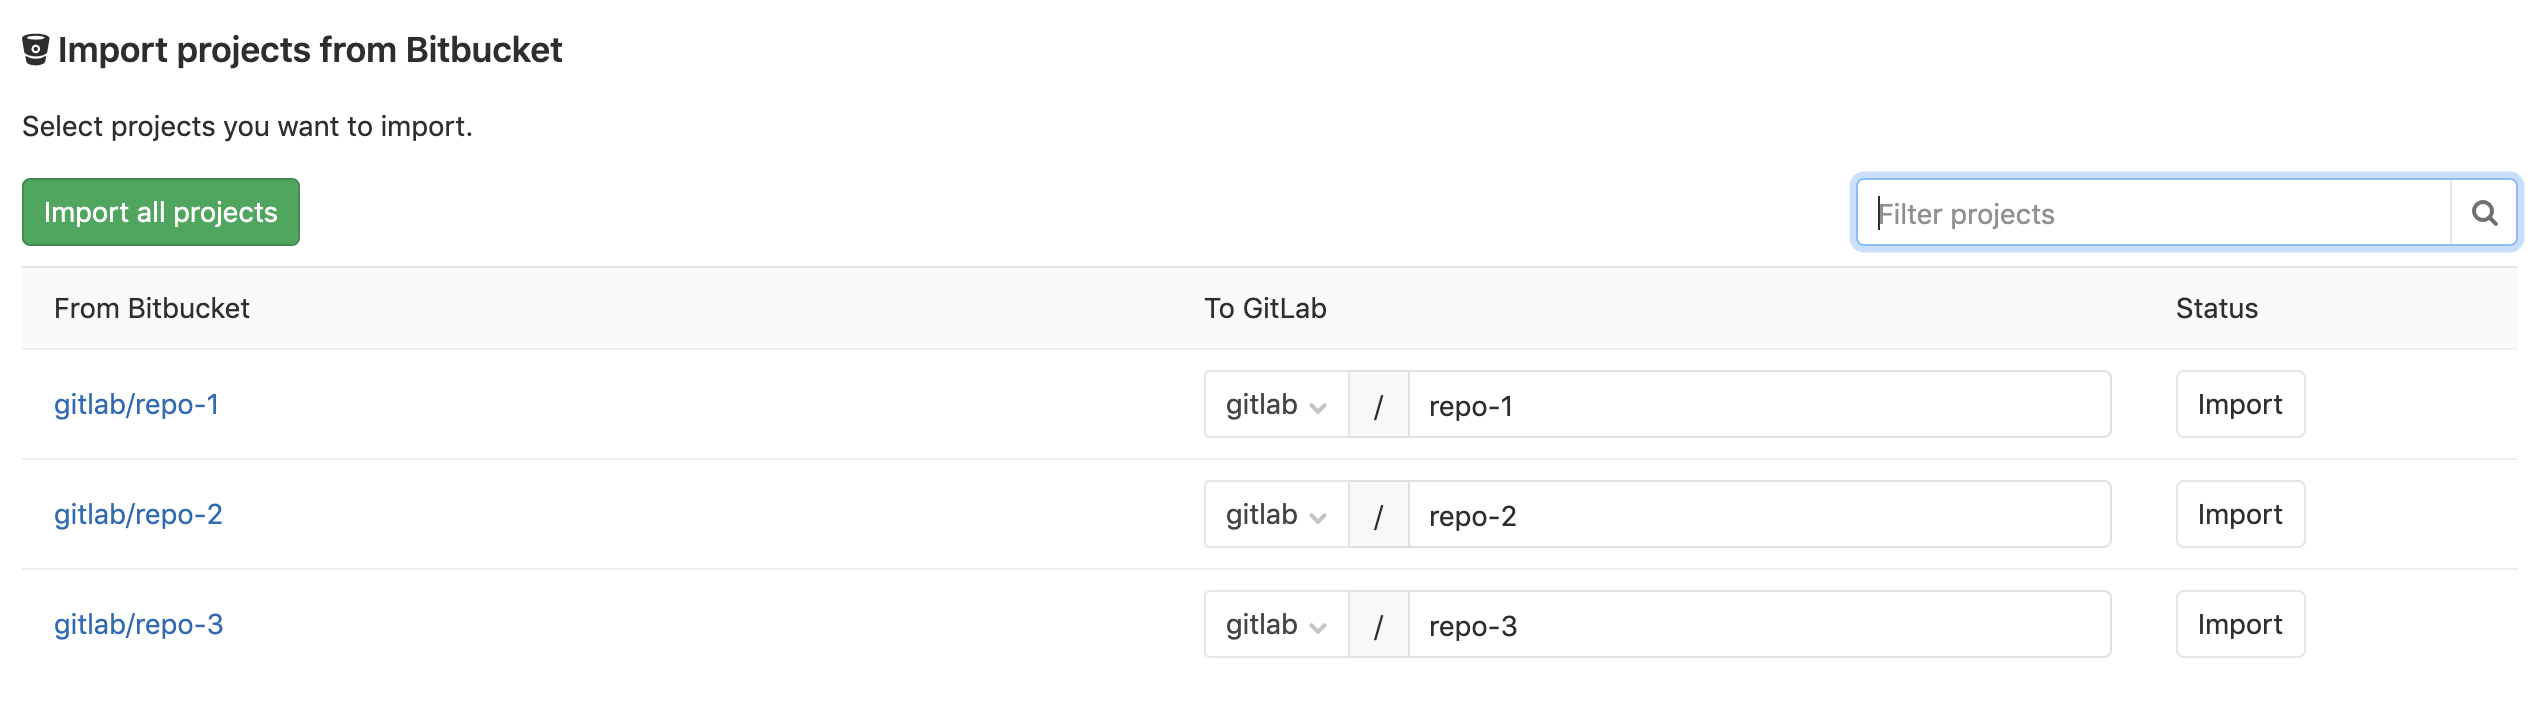 Import projects from Bitbucket
Select projects you want to import.
Import all projects
Filter projects
From Bitbucket To GitLab Status
gitlab/repo-1 gitlab / repo-1 Import
gitlab/repo-2 gitlab / repo-2 Import
gitlab/repo-3 gitlab / repo-3 Import